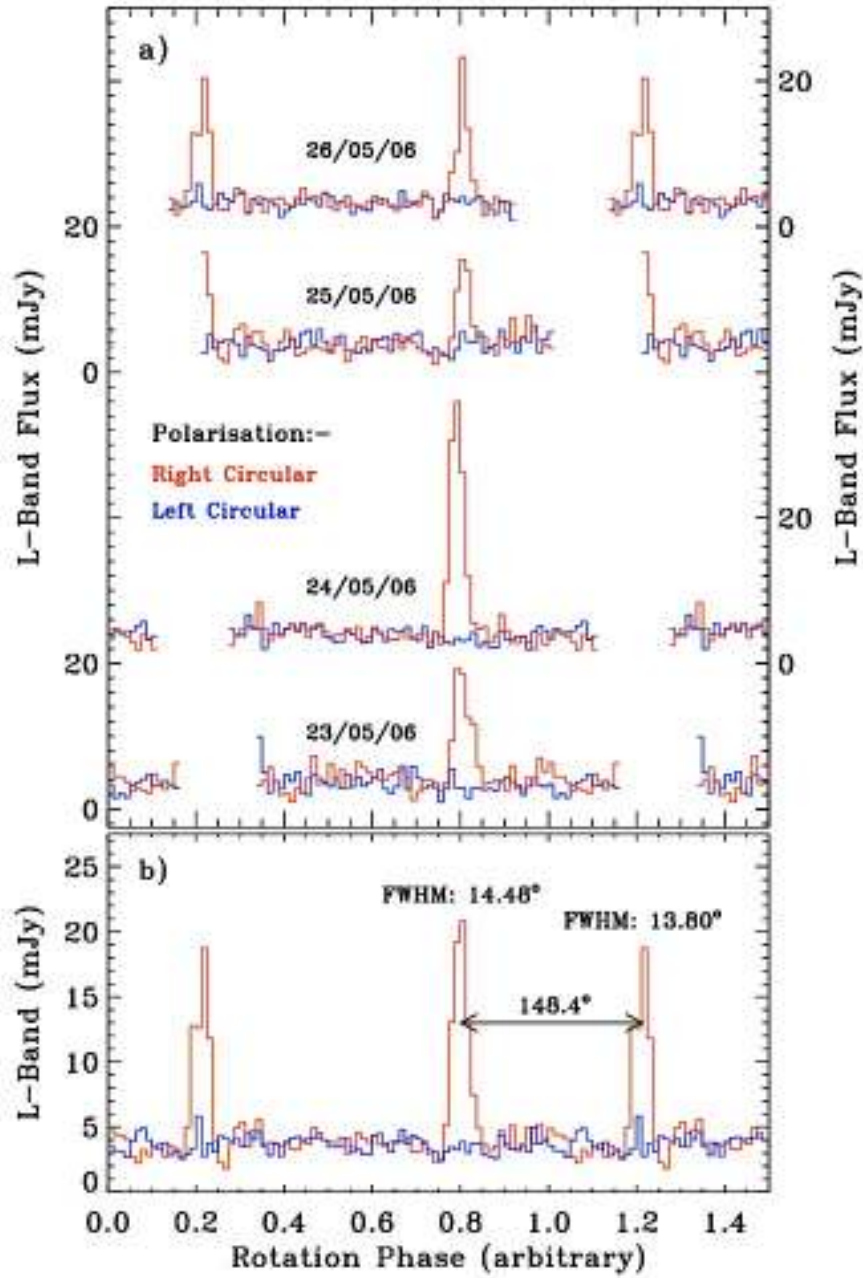 a)
20
26/05/06
0
20
L-Band Flux (mJy)
25/05/06
L-Band Flux (mJy)
0
Polarisation:-
Right Circular
Left Circular
20
24/05/06
20
0
23/05/06
0
b)
25
FWHM: 14.46°
FWHM: 13.80°
20
148.4°
15
L-Band (mJy)
10
5
0
0.0 0.2 0.4 0.6 0.8 1.0 1.2 1.4
Rotation Phase (arbitrary)